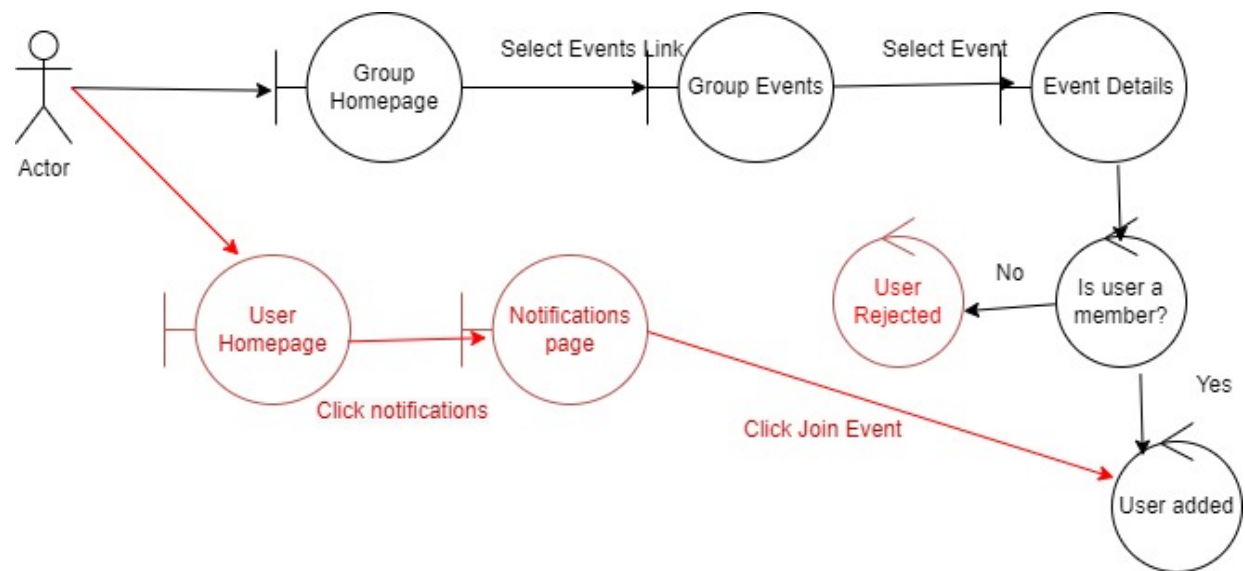 Select Events Link
Select Event
Group
Homepage
Group Events
Event Details
Actor
User
Homepage
Notifications
page
User
Rejected
No
Is user a
member?
Click notifications
Click Join Event
Yes
User added